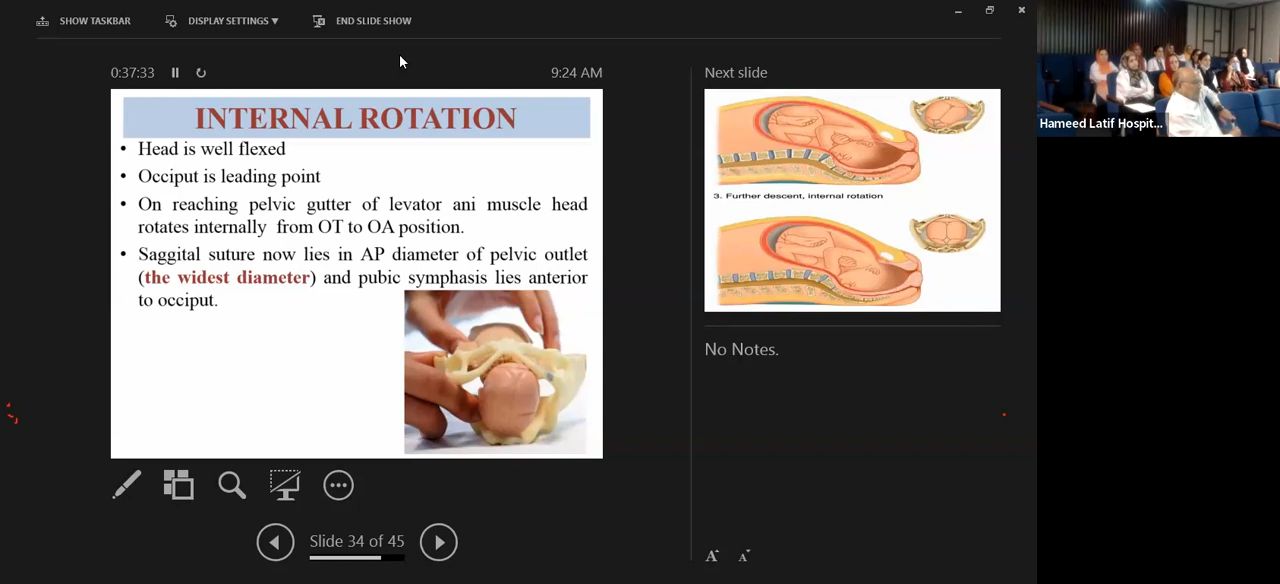 SHOW TASKBAR DISPLAY SETTINGS ▼ END SLIDE SHOW
0:37:33 9:24 AM
INTERNAL ROTATION
• Head is well flexed
• Occiput is leading point
• On reaching pelvic gutter of levator ani muscle head
rotates internally from OT to OA position.
• Saggital suture now lies in AP diameter of pelvic outlet
(the widest diameter) and pubic symphasis lies anterior
to occiput.
Slide 34 of 45
Next slide
3. Further descent, internal rotation
No Notes.
A A
Hameed Latif Hospit...